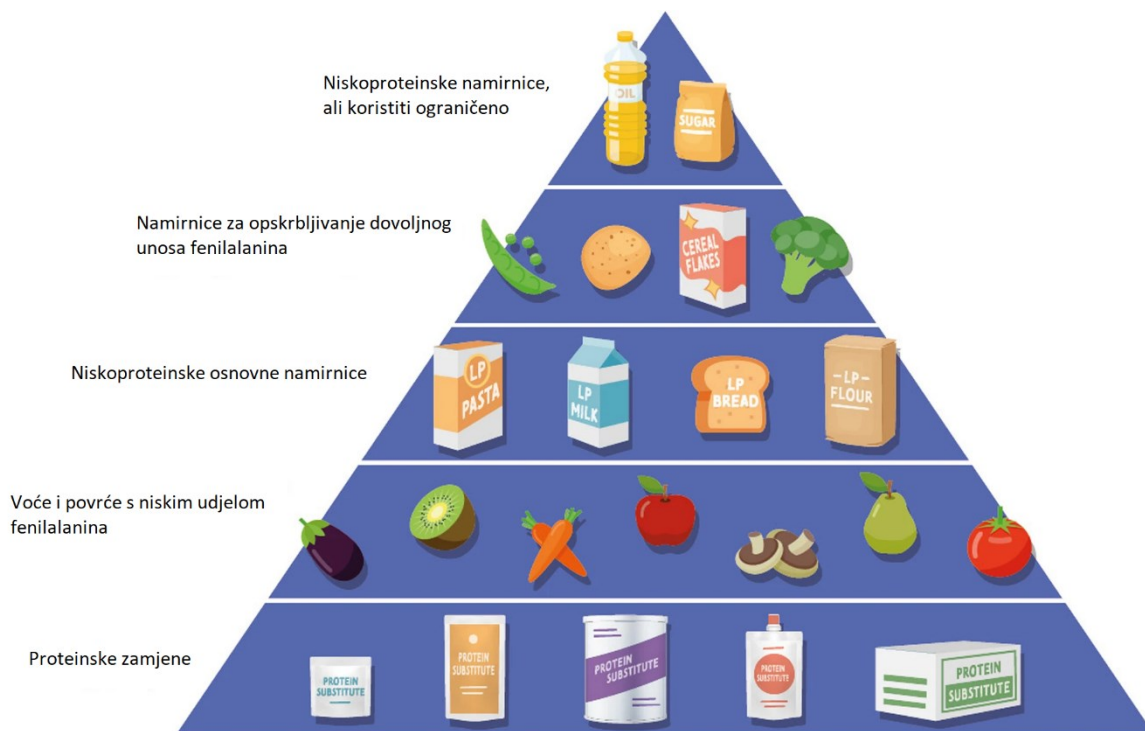 Niskoproteinske namirnice,
ali koristiti ograničeno
OIL
SUGAR
Namirnice za opskrbljivanje dovoljnog
unosa fenilalanina
CEREAL
FLAKES
Niskoproteinske osnovne namirnice
LP
PASTA
LP
MILK
LP
BREAD
-LP-
FLOUR
Voće i povrće s niskim udjelom
fenilalanina
Proteinske zamjene
PROTEIN
SUBSTITUTE
PROTEIN
SUBSTITUTE
PROTEIN
SUBSTITUTE
PROTEIN
SUBSTITUTE
PROTEIN
SUBSTITUTE